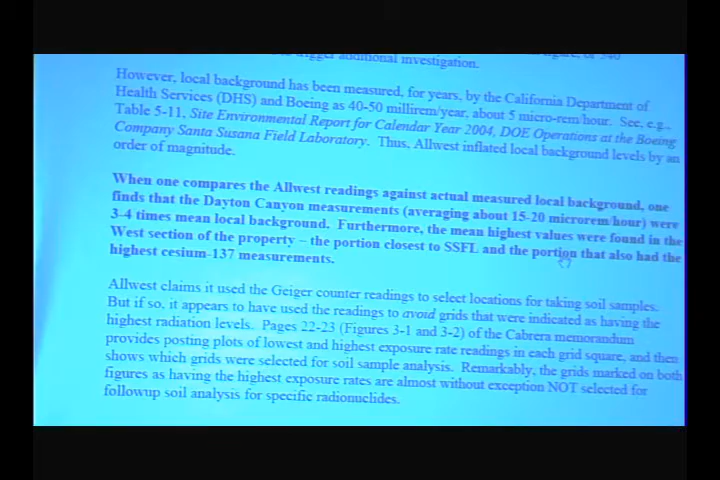 trigger additional investigation.
However, local background has been measured, for years, by the California Department of
Health Services (DHS) and Boeing as 40-50 millirem/year, about 5 micro-rem/hour. See, e.g.,
Table 5-11, Site Environmental Report for Calendar Year 2004, DOE Operations at the Boeing
Company Santa Susana Field Laboratory. Thus, Allwest inflated local background levels by an
order of magnitude.
When one compares the Allwest readings against actual measured local background, one
finds that the Dayton Canyon measurements (averaging about 15-20 microrem/hour) were
3-4 times mean local background. Furthermore, the mean highest values were found in the
West section of the property – the portion closest to SSFL and the portion that also had the
highest cesium-137 measurements.
Allwest claims it used the Geiger counter readings to select locations for taking soil samples.
But if so, it appears to have used the readings to avoid grids that were indicated as having the
highest radiation levels. Pages 22-23 (Figures 3-1 and 3-2) of the Cabrera memorandum
provides posting plots of lowest and highest exposure rate readings in each grid square, and then
shows which grids were selected for soil sample analysis. Remarkably, the grids marked on both
figures as having the highest exposure rates are almost without exception NOT selected for
followup soil analysis for specific radionuclides.